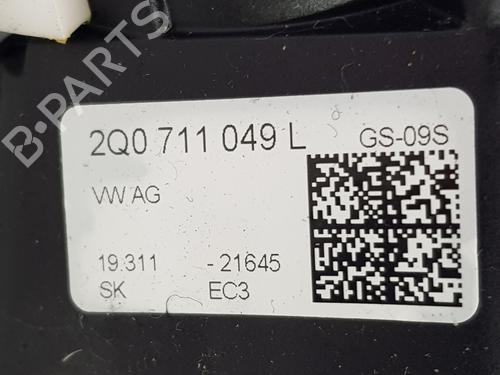 2Q0 711 049 L GS-09S
VW AG
19.311 - 21645
SK EC3
B-PARTS